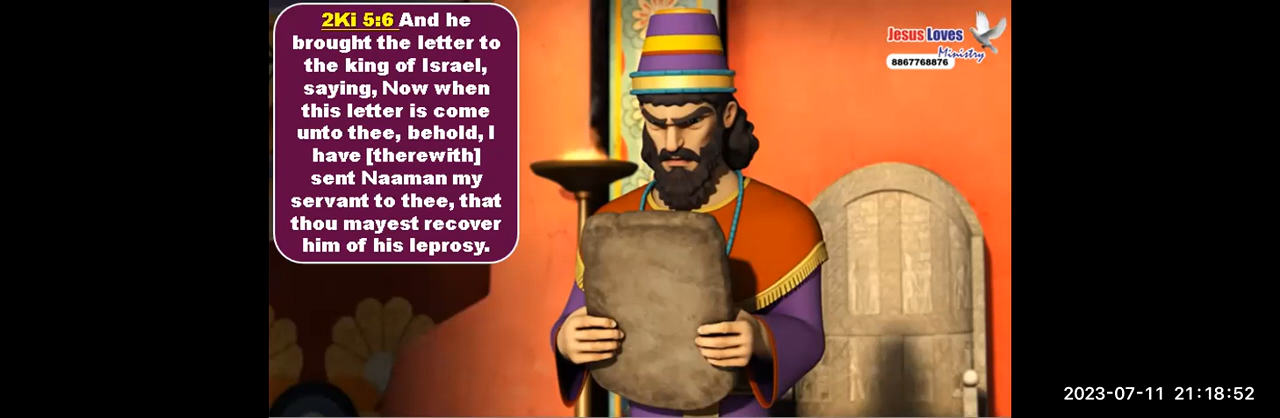 2Ki 5:6 And he
brought the letter to
the king of Israel,
saying, Now when
this letter is come
unto thee, behold, I
have [therewith]
sent Naaman my
servant to thee, that
thou mayest recover
him of his leprosy.
Jesus Loves
Ministry
8867768876
2023-07-11 21:18:52